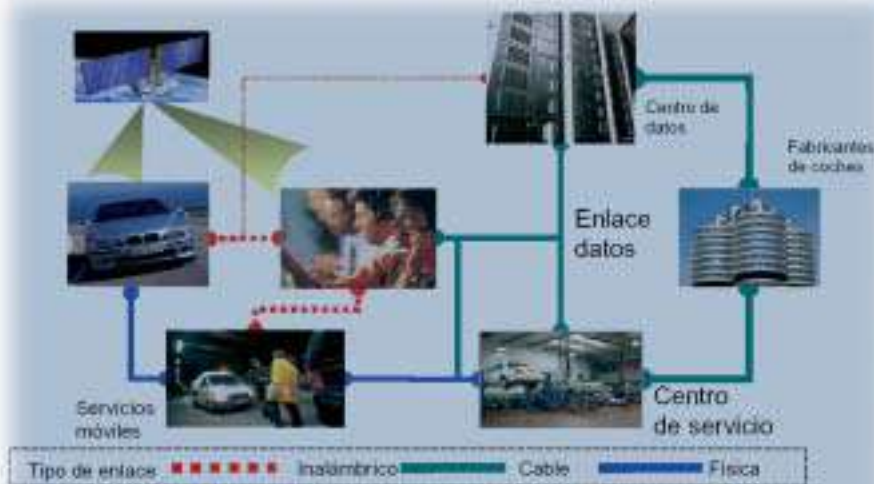 Centro de
datos
Fabricantes
de coches
Enlace
datos
Servicios
móviles
Centro
de servicio
Tipo de enlace
Inalámbrico
Cable
Física